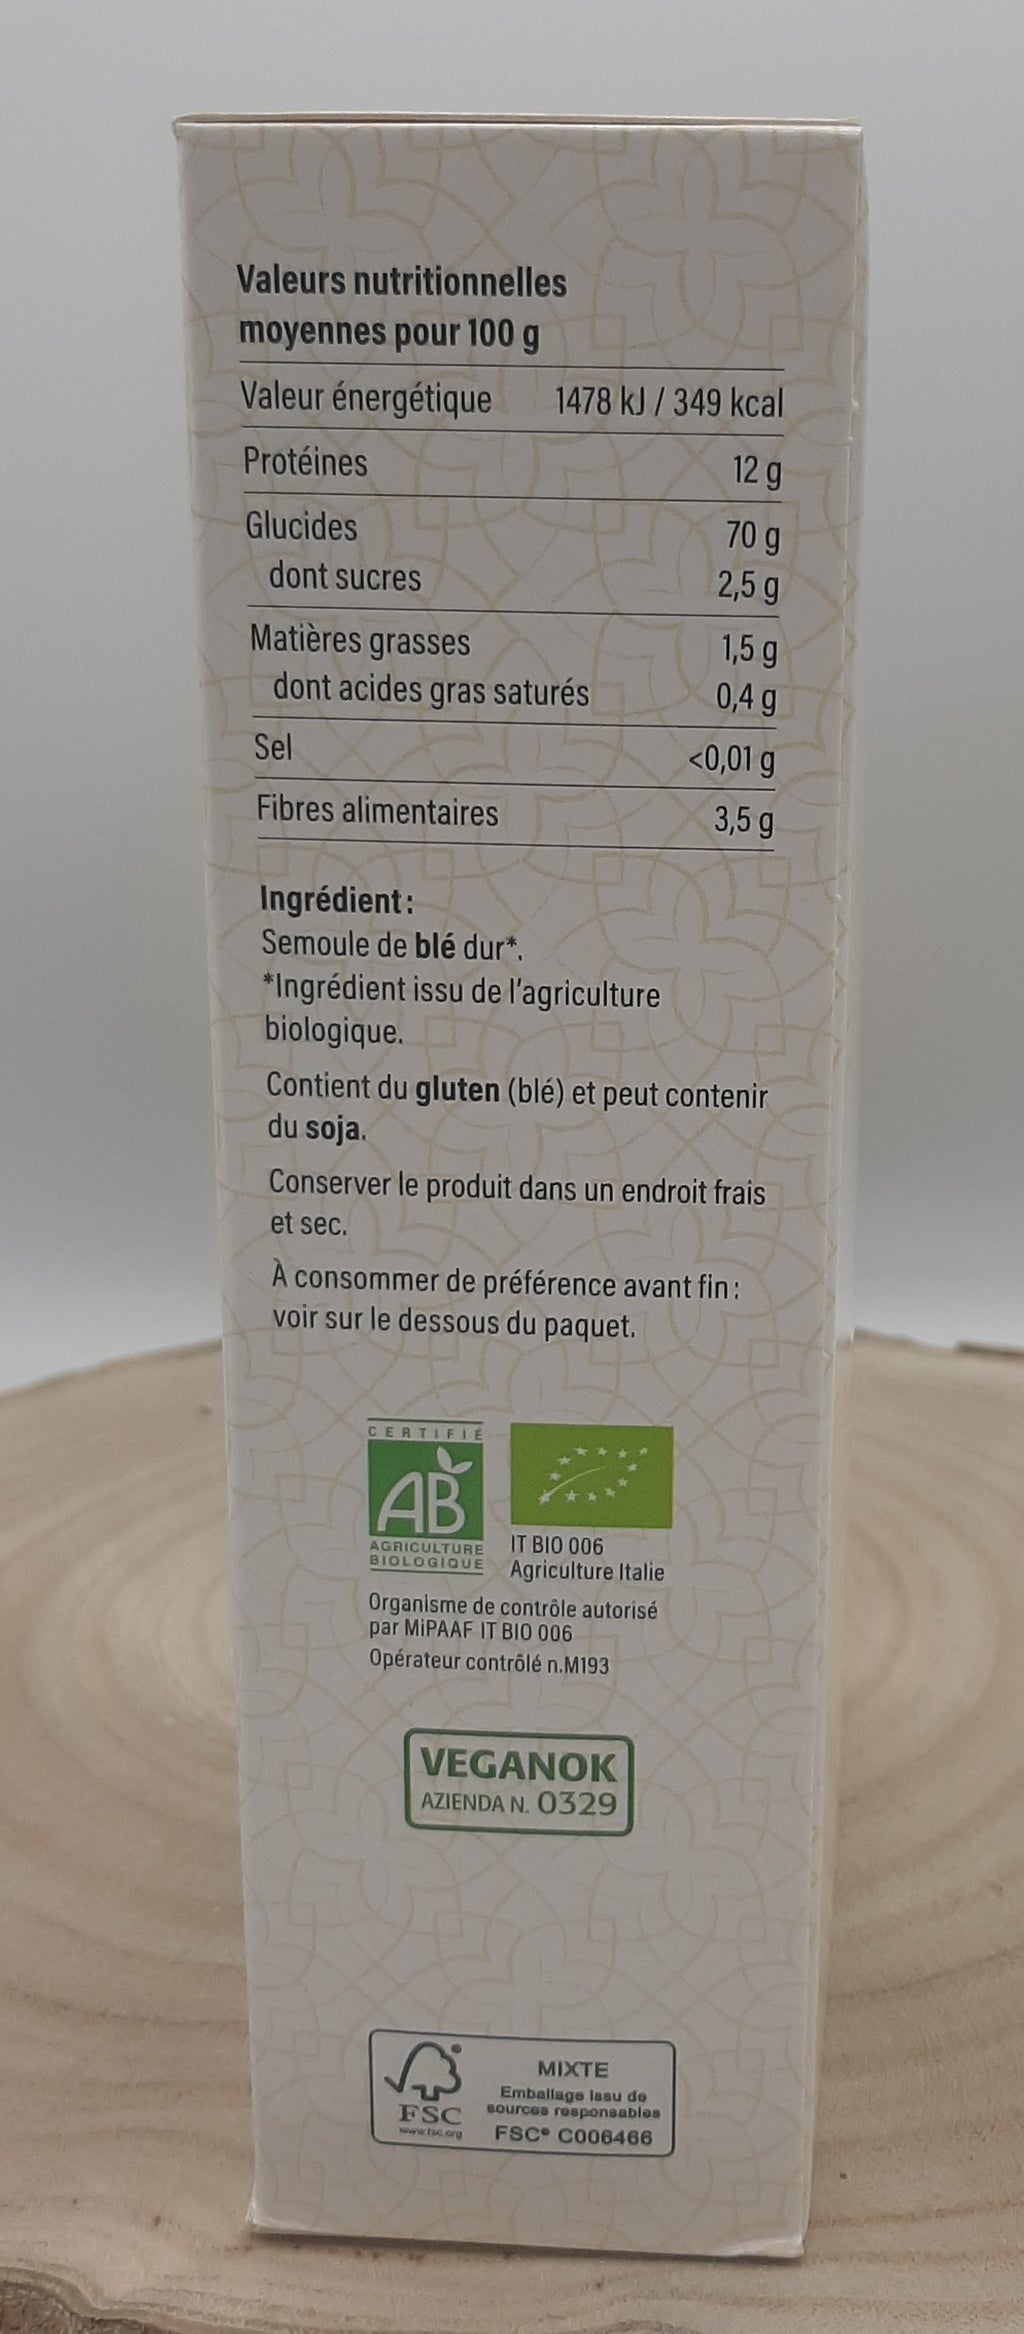 Valeurs nutritionnelles
moyennes pour 100 g
Valeur énergétique 1478 kJ / 349 kcal
Protéines 12 g
Glucides 70 g
dont sucres 2,5 g
Matières grasses 1,5 g
dont acides gras saturés 0,4 g
Sel <0,01 g
Fibres alimentaires 3,5 g
Ingrédient :
Semoule de blé dur*.
*Ingrédient issu de l'agriculture
biologique.
Contient du gluten (blé) et peut contenir
du soja.
Conserver le produit dans un endroit frais
et sec.
À consommer de préférence avant fin :
voir sur le dessous du paquet.
CERTIFIÉ
AB
AGRICULTURE
BIOLOGIQUE
IT BIO 006
Agriculture Italie
Organisme de contrôle autorisé
par MiPAAF IT BIO 006
Opérateur contrôlé n.M193
VEGANOK
AZIENDA N. 0329
FSC
www.fsc.org
MIXTE
Emballage issu de
sources responsables
FSC® C006466